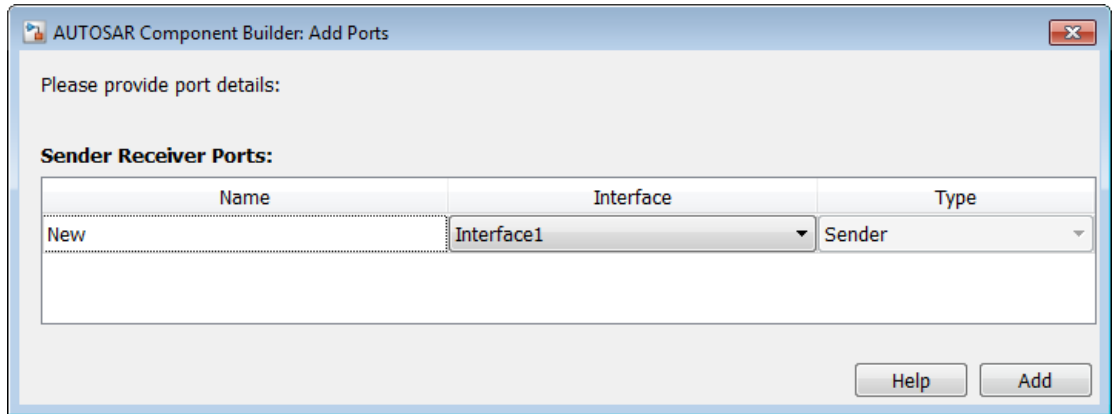 AUTOSAR Component Builder: Add Ports
Please provide port details:
Sender Receiver Ports:
Name Interface Type
New Interface1 Sender
Help Add